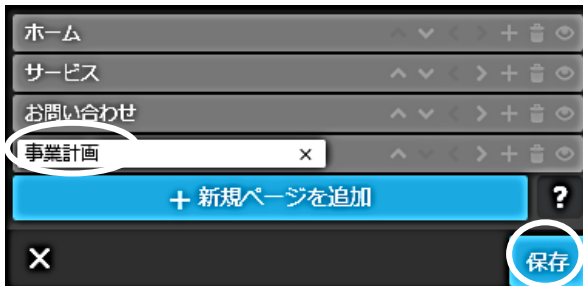 ホーム
サービス
お問い合わせ
事業計画
+ 新規ページを追加 ?
保存